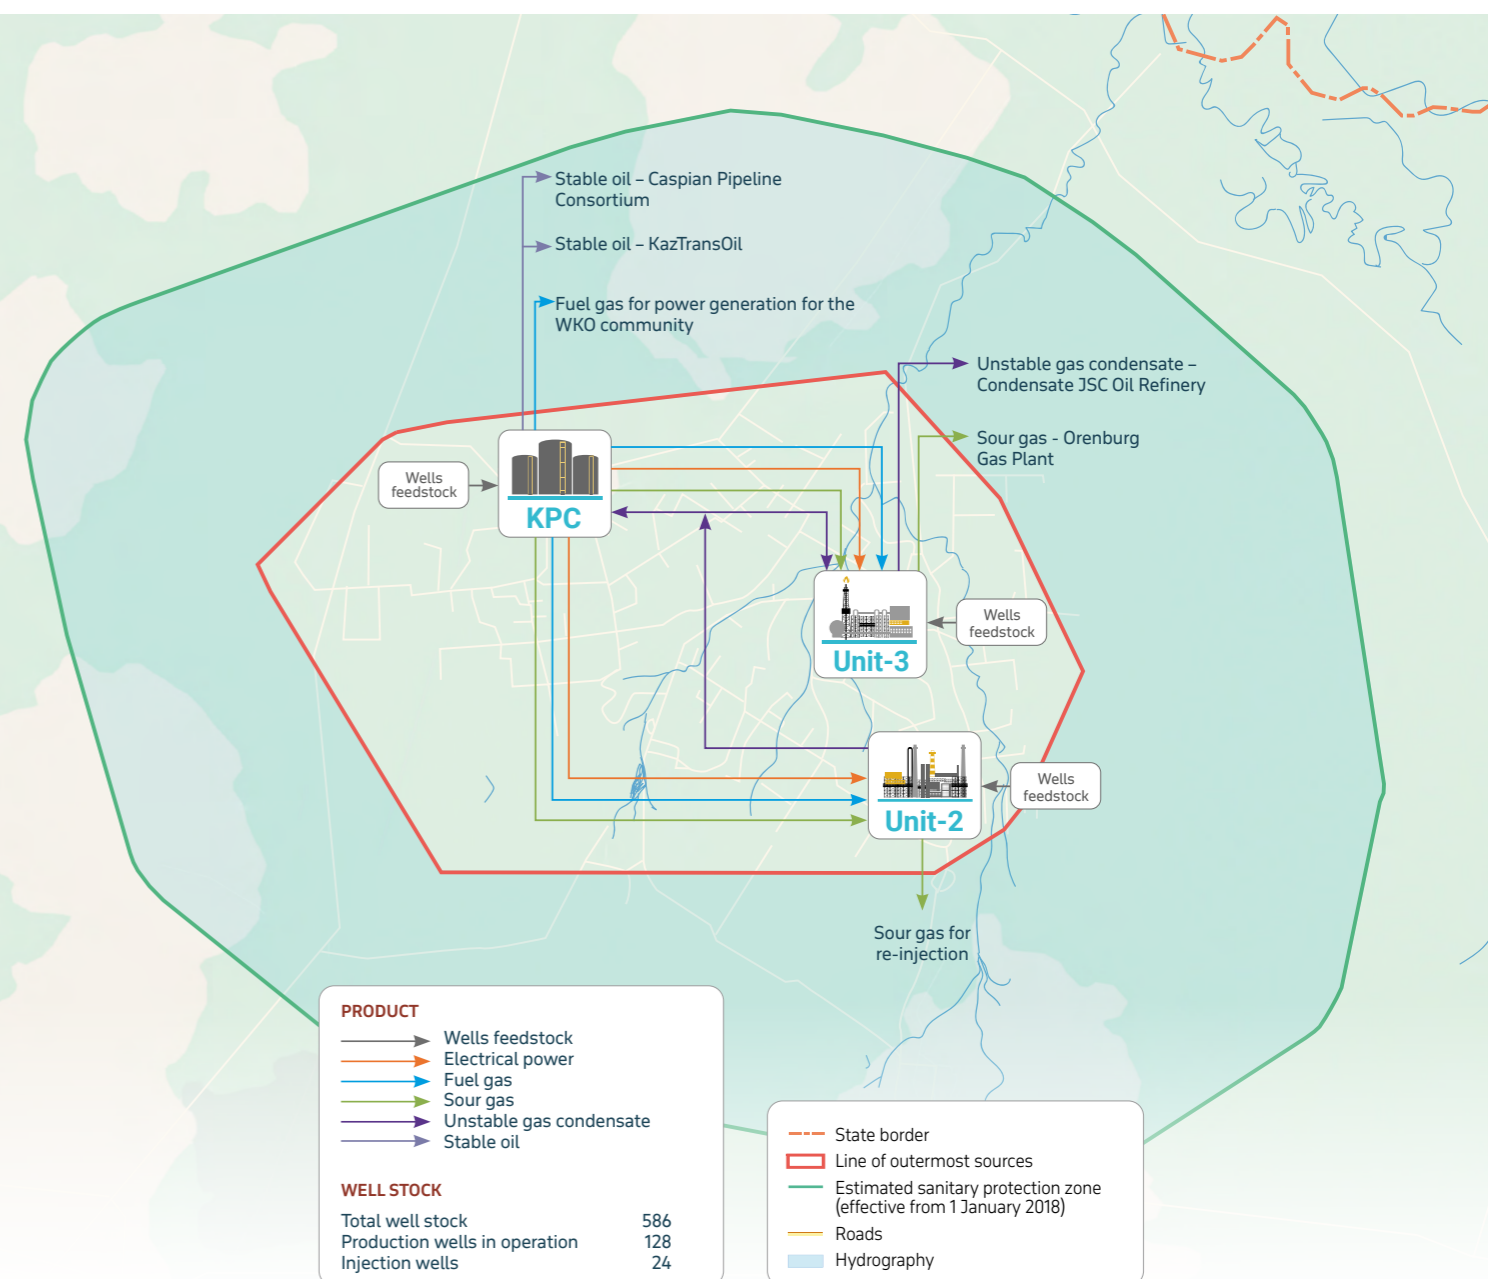 Stable oil – Caspian Pipeline
Consortium
Stable oil – KazTransOil
Fuel gas for power generation for the
WKO community
Unstable gas condensate –
Condensate JSC Oil Refinery
Sour gas - Orenburg
Gas Plant
Wells
feedstock
KPC
Wells
feedstock
Unit-3
Wells
feedstock
Unit-2
Sour gas for
re-injection
PRODUCT
Wells feedstock
Electrical power
Fuel gas
Sour gas
Unstable gas condensate
Stable oil
WELL STOCK
Total well stock 586
Production wells in operation 128
Injection wells 24
State border
Line of outermost sources
Estimated sanitary protection zone
(effective from 1 January 2018)
Roads
Hydrography